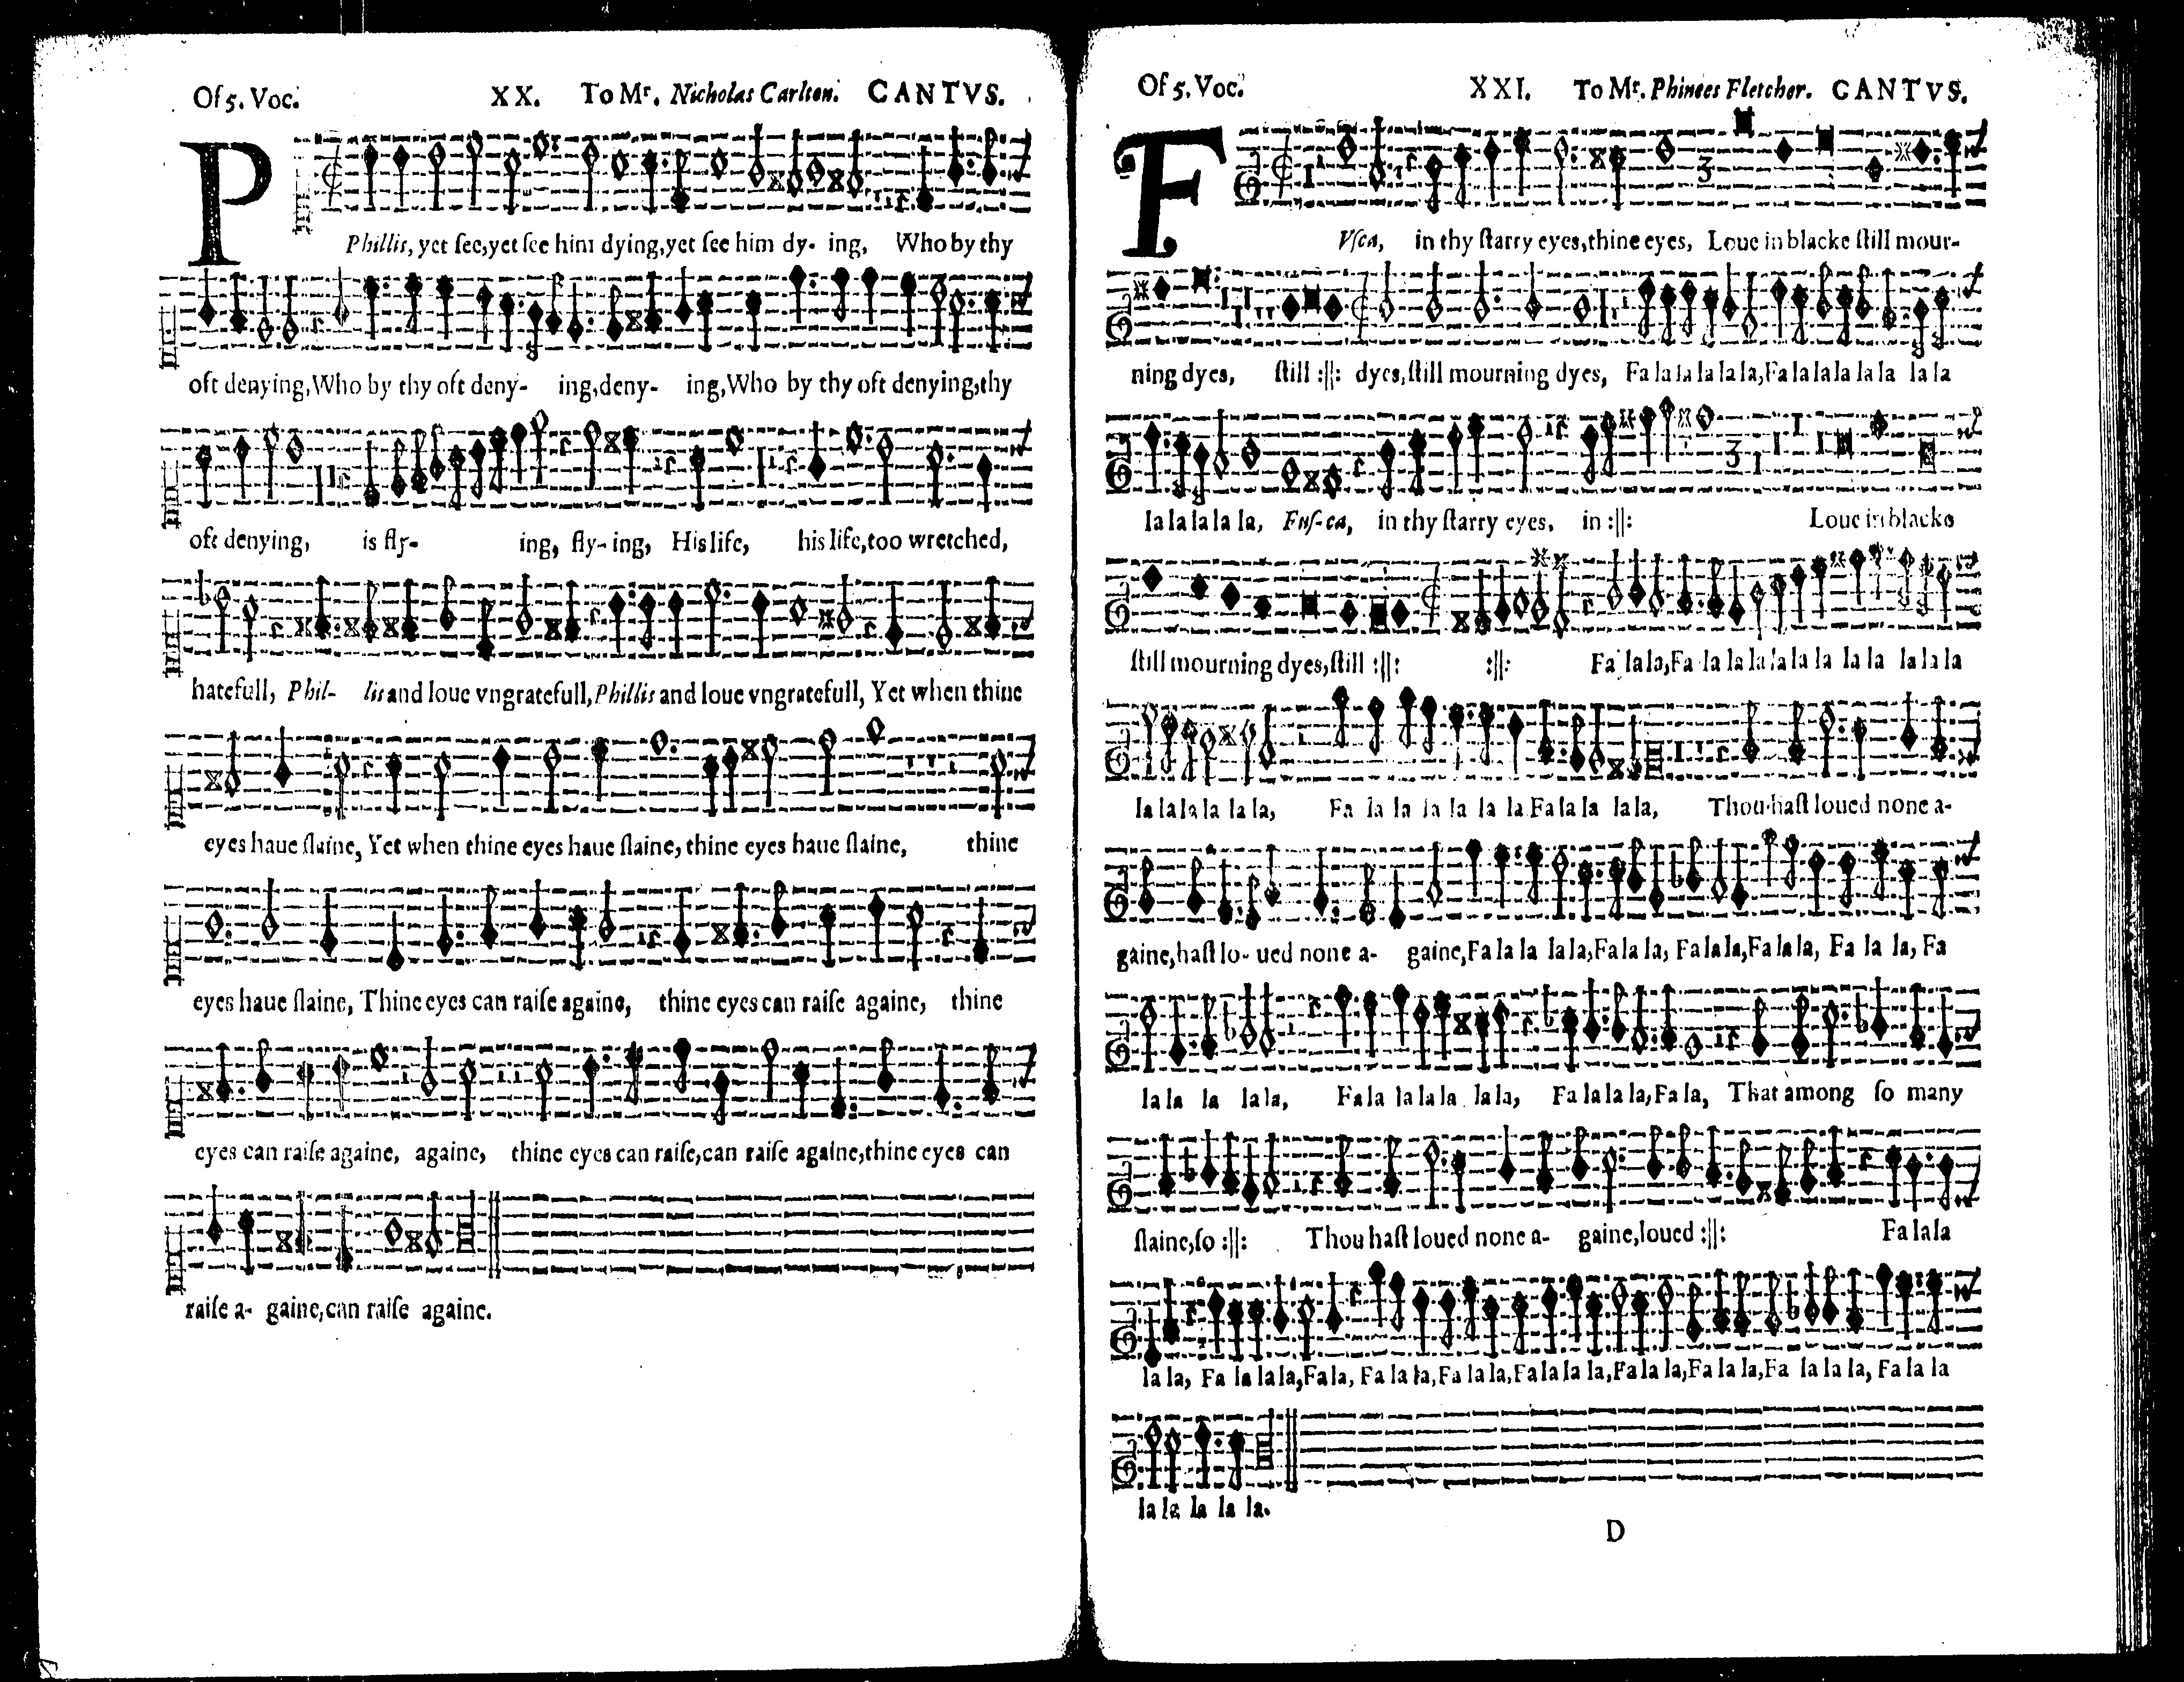 Of 5. Voc. XX. To Mr. Nicholas Carlton. CANTVS.
PPhillis, yet ſee,yet ſee him dying,yet ſee him dy- ing, Who by thy
oft denying,Who by thy oft deny- ing,deny- ing,Who by thy oft denying,thy
oft denying, is fly- ing, fly- ing, His life, his life,too wretched,
hatefull, Phil- lis and loue vngratefull,Phillis and loue vngratefull, Yet when thine
eyes haue ſlaine, Yet when thine eyes haue ſlaine, thine eyes haue ſlaine, thine
eyes haue ſlaine, Thine eyes can raiſe againe, thine eyes can raiſe againe, thine
eyes can raiſe againe, againe, thine eyes can raiſe,can raiſe againe,thine eyes can
raiſe a- gaine,can raiſe againe.
Of 5. Voc. XXI. To Mr. Phinees Fletcher. CANTVS.
FVſca, in thy ſtarry eyes,thine eyes, Loue in blacke ſtill mour-
ning dyes, ſtill :||: dyes,ſtill mourning dyes, Fa la la la la la,Fa la la la la la la la
la la la la la, Fuſ-ca, in thy ſtarry eyes, in :||: Loue in blacke
ſtill mourning dyes,ſtill :||: :||: Fa la la,Fa la la la la la la la la la la la
la la la la la la, Fa la la la la la la Fa la la la la, Thou haſt loued none a-
gaine,haſt lo- ued none a- gaine,Fa la la la la,Fa la la, Fa la la,Fa la la, Fa la la, Fa
la la la la la, Fa la la la la la la, Fa la la la,Fa la, That among ſo many
ſlaine,ſo :||: Thou haſt loued none a- gaine,loued :||: Fa la la
la la, Fa la la la,Fa la, Fa la la,Fa la la,Fa la la la,Fa la la,Fa la la,Fa la la la, Fa la la
la la la la la.
D